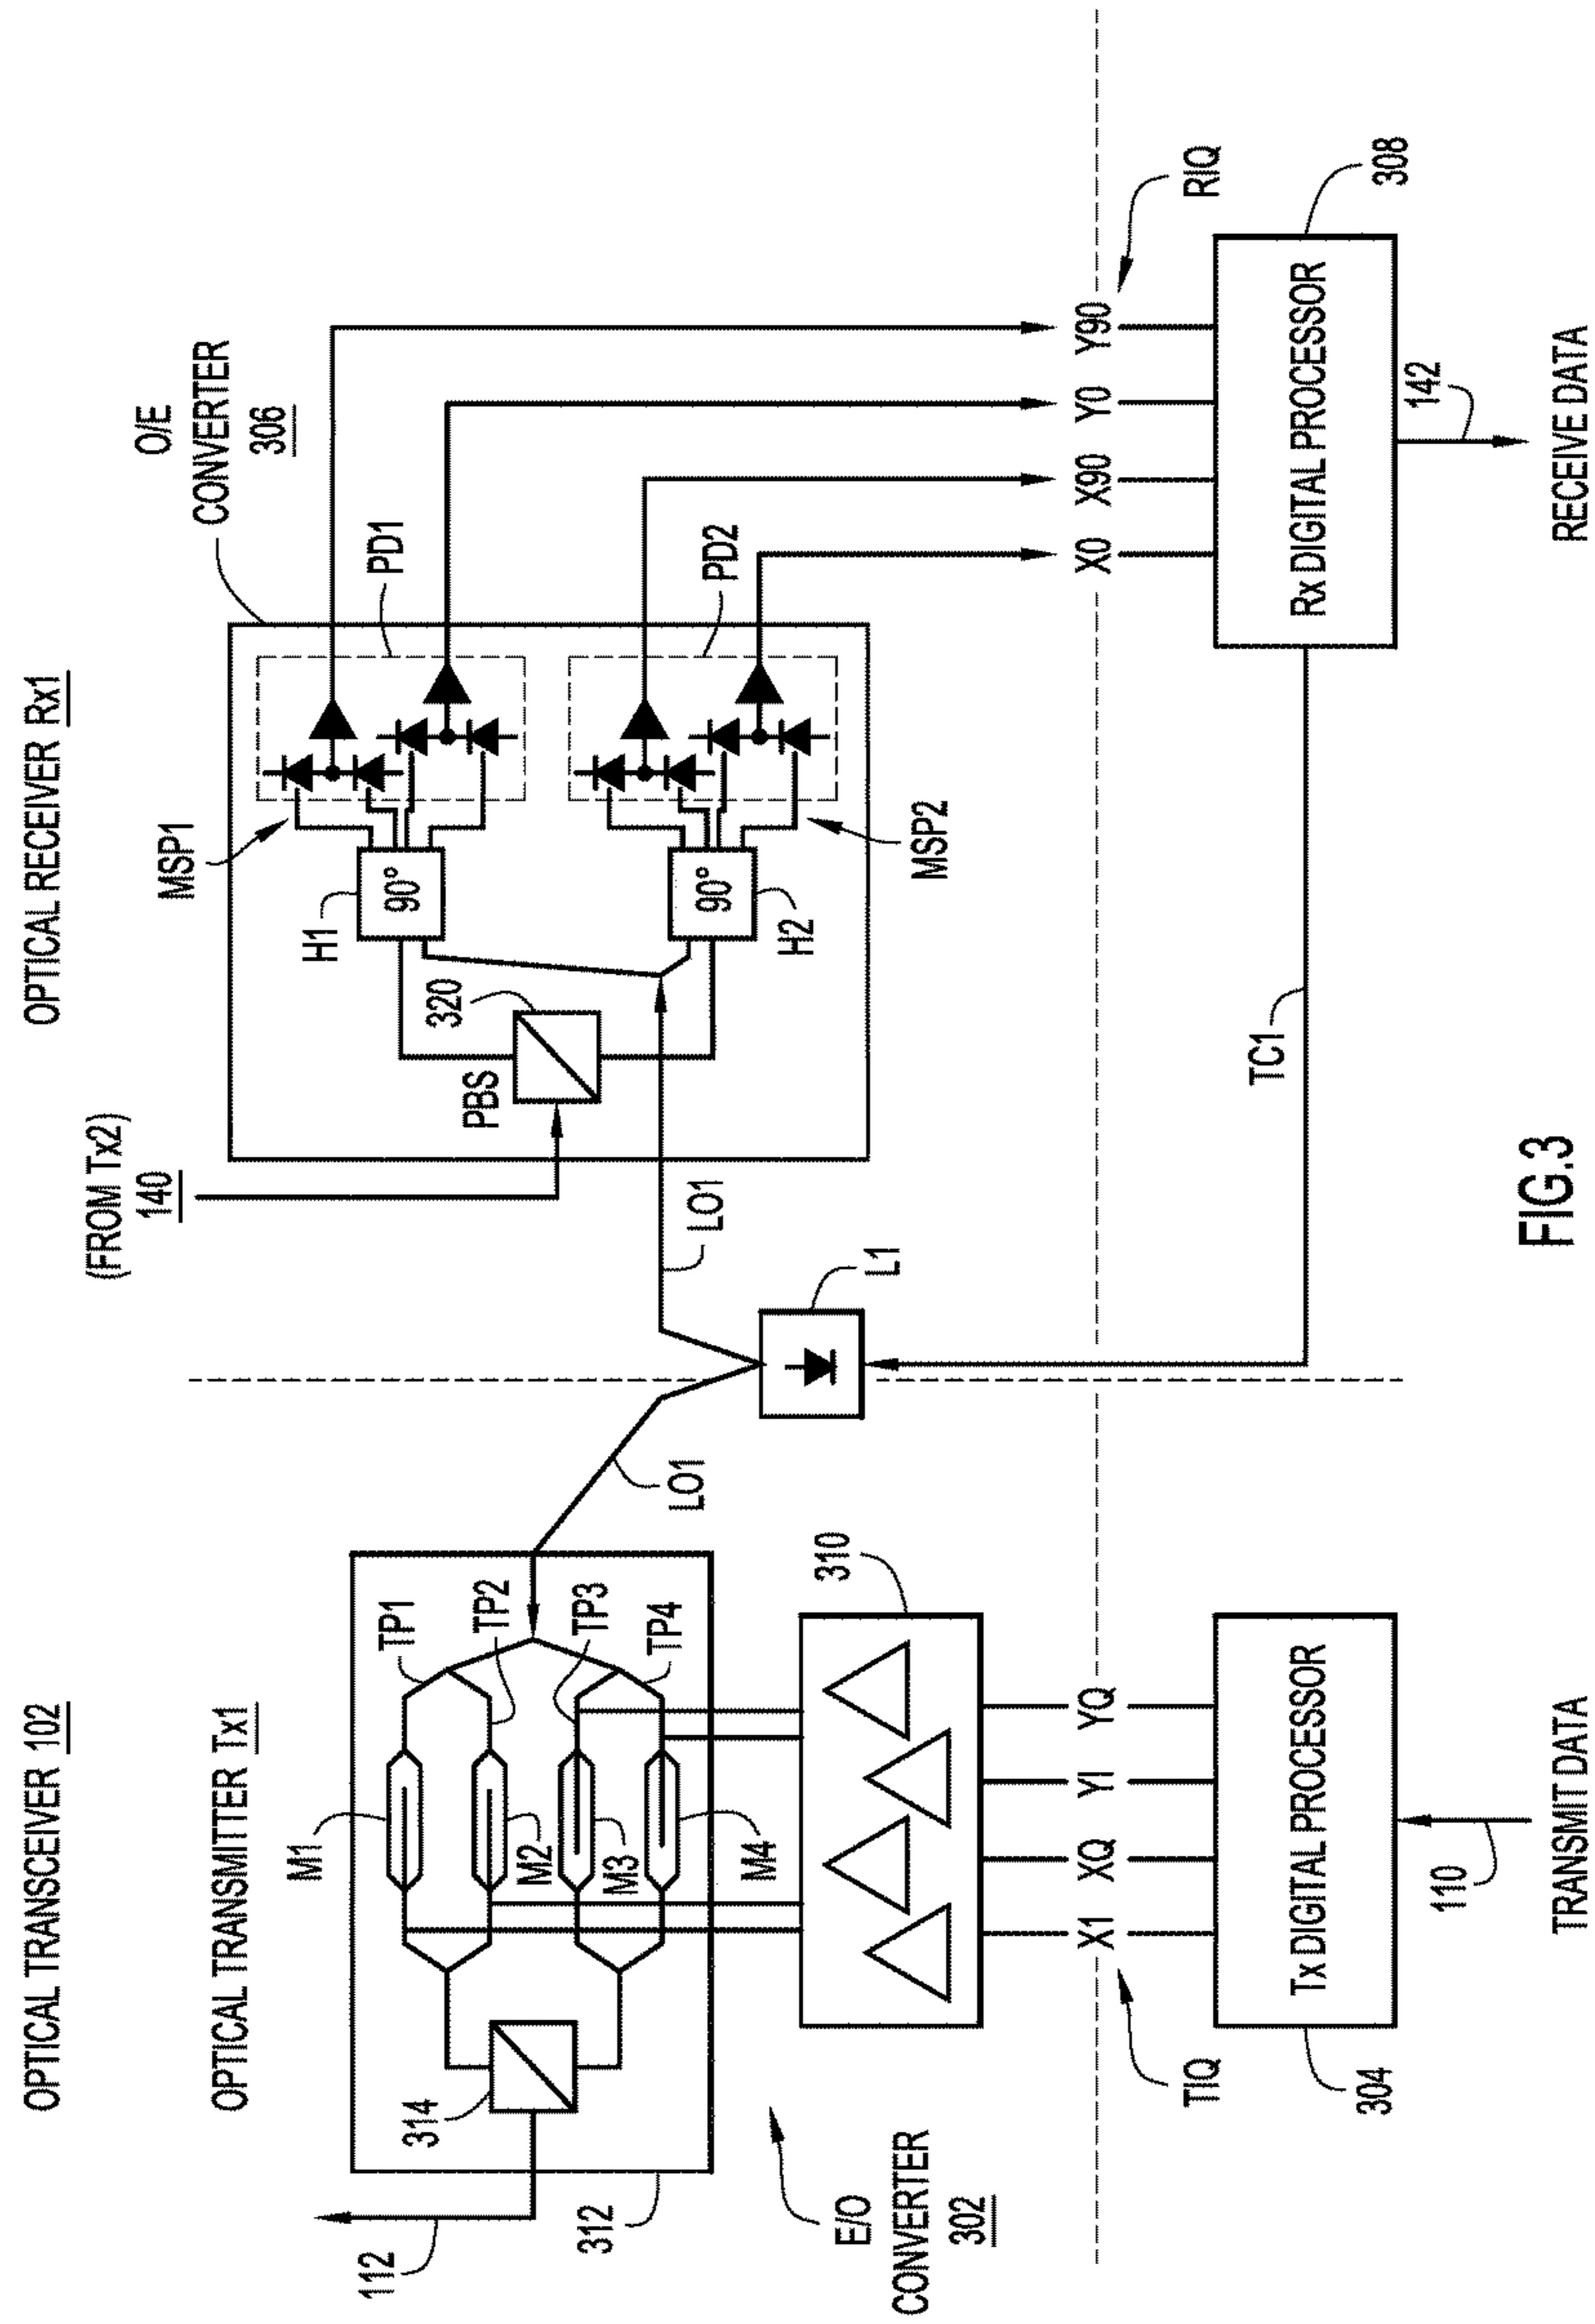 OPTICAL TRANSCEIVER 102
OPTICAL TRANSMITTER Tx1
OPTICAL RECEIVER Rx1
(FROM Tx2)
140
O/E
CONVERTER
306
112
312
314
M1
M2
M3
M4
TP1
TP2
TP3
TP4
LO1
LO1
L1
PBS
320
H1
90°
H2
90°
MSP1
MSP2
PD1
PD2
E/O
CONVERTER
302
310
TIQ
X1
XQ
YI
YQ
X0
X90
Y0
Y90
RIQ
304
Tx DIGITAL PROCESSOR
TC1
Rx DIGITAL PROCESSOR
308
110
TRANSMIT DATA
142
RECEIVE DATA
FIG.3